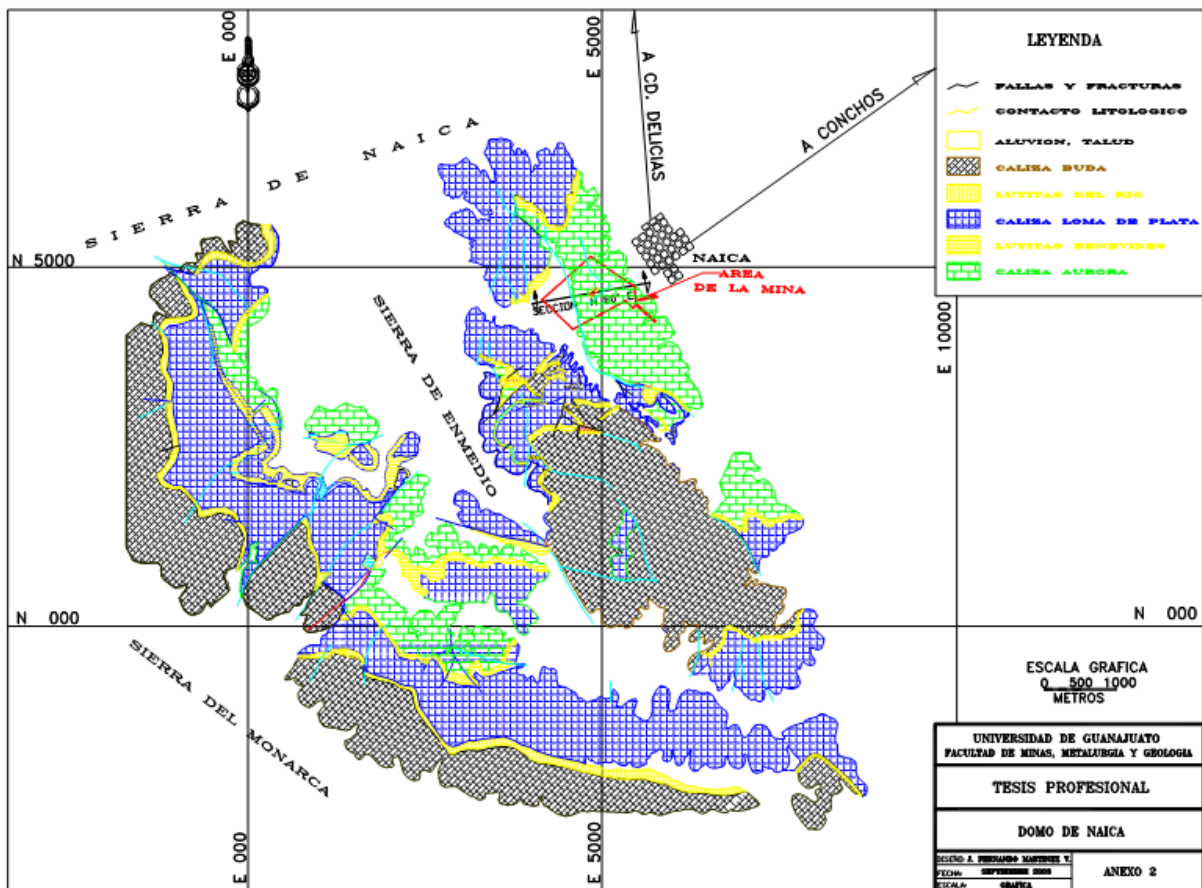 E 000
E 5000
A CD. DELICIAS
A CONCHOS
SIERRA DE NAICA
N 5000
NAICA
AREA
DE LA MINA
SECCION N 80° E
SIERRA DE ENMEDIO
E 10000
N 000
N 000
SIERRA DEL MONARCA
E 000
E 5000
LEYENDA
FALLAS Y FRACTURAS
CONTACTO LITOLOGICO
ALUVION, TALUD
CALIZA BUDA
LUTITAS DEL RIO
CALIZA LOMA DE PLATA
LUTITAS BENEVIDES
CALIZA AURORA
ESCALA GRAFICA
0 500 1000
METROS
UNIVERSIDAD DE GUANAJUATO
FACULTAD DE MINAS, METALURGIA Y GEOLOGIA
TESIS PROFESIONAL
DOMO DE NAICA
DISEÑO: J. FERNANDO MARTINEZ V.
FECHA: SEPTIEMBRE
ESCALA: GRAFICA
ANEXO 2